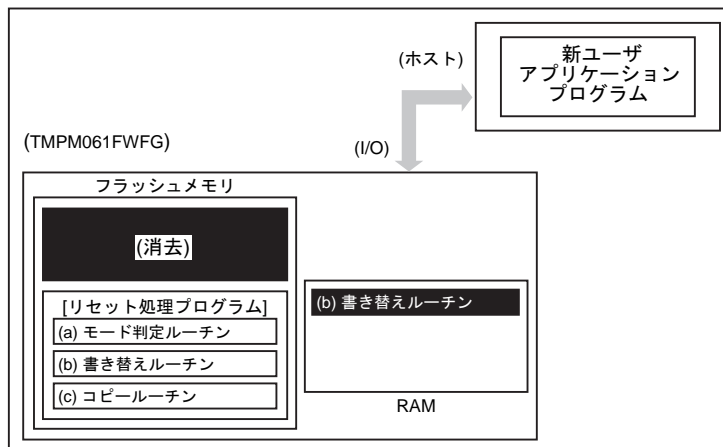 (ホスト)
新ユーザ
アプリケーション
プログラム
(TMPM061FWFG)
(I/O)
フラッシュメモリ
(消去)
[リセット処理プログラム]
(a) モード判定ルーチン
(b) 書き替えルーチン
(c) コピールーチン
(b) 書き替えルーチン
RAM